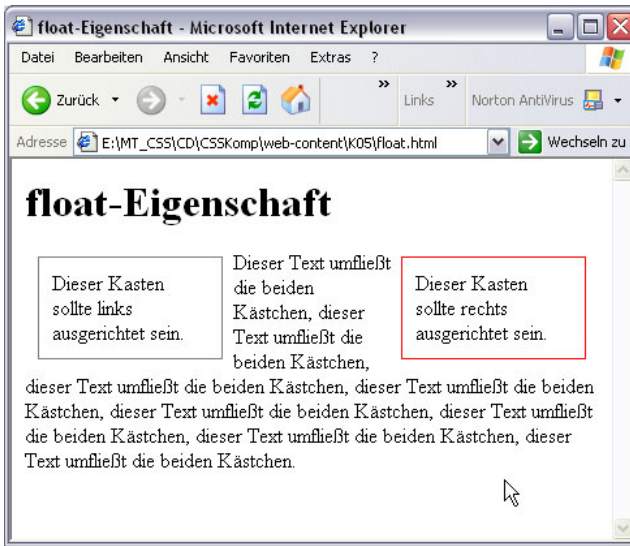 float-Eigenschaft - Microsoft Internet Explorer
Datei Bearbeiten Ansicht Favoriten Extras ?
Zurück Links Norton AntiVirus
Adresse E:\MT_CSS\CD\CSSKomp\web-content\K05\float.html Wechseln zu
float-Eigenschaft
Dieser Kasten
sollte links
ausgerichtet sein.
Dieser Text umfließt
die beiden
Kästchen, dieser
Text umfließt die
beiden Kästchen,
Dieser Kasten
sollte rechts
ausgerichtet sein.
dieser Text umfließt die beiden Kästchen, dieser Text umfließt die beiden
Kästchen, dieser Text umfließt die beiden Kästchen, dieser Text umfließt
die beiden Kästchen, dieser Text umfließt die beiden Kästchen, dieser
Text umfließt die beiden Kästchen.